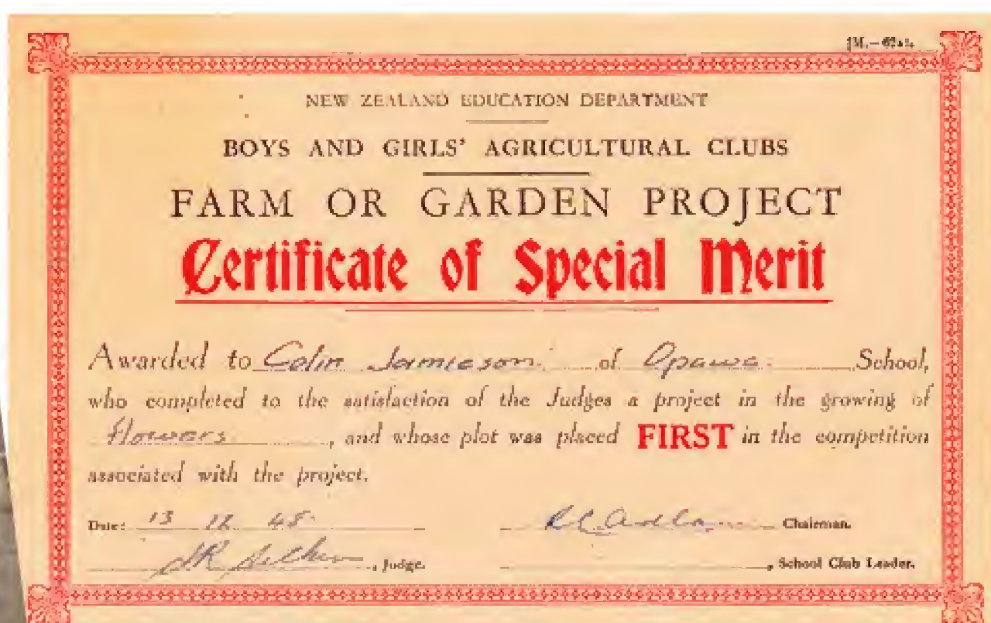 NEW ZEALAND EDUCATION DEPARTMENT
BOYS AND GIRLS' AGRICULTURAL CLUBS
FARM OR GARDEN PROJECT
Certificate of Special Merit
Awarded to Colin Jamieson of Opawa School,
who completed to the satisfaction of the Judges a project in the growing of
flowers, and whose plot was placed FIRST in the competition
associated with the project.
Date: 13 12 48 Chairman.
, Judge. , School Club Leader.